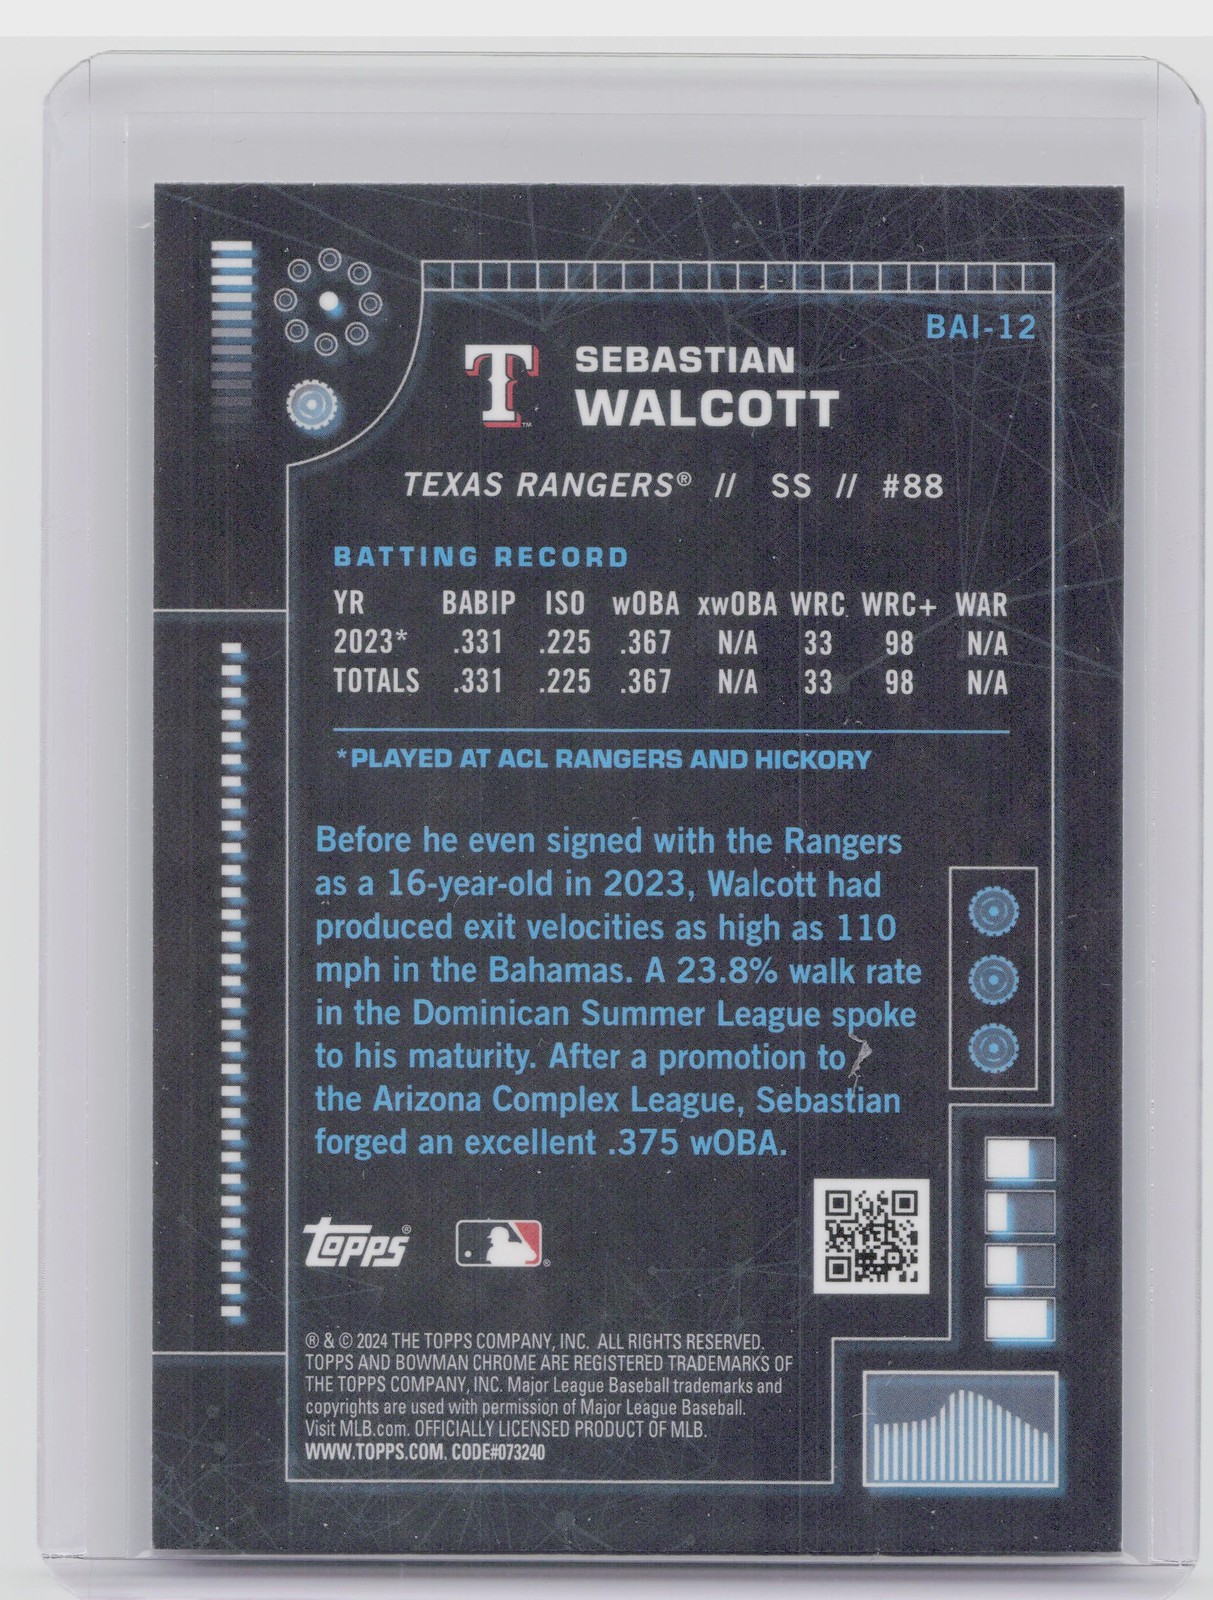 BAI-12
SEBASTIAN
WALCOTT
T™
TEXAS RANGERS® // SS // #88
BATTING RECORD
YR BABIP ISO wOBA xwOBA WRC WRC+ WAR
2023* .331 .225 .367 N/A 33 98 N/A
TOTALS .331 .225 .367 N/A 33 98 N/A
*PLAYED AT ACL RANGERS AND HICKORY
Before he even signed with the Rangers
as a 16-year-old in 2023, Walcott had
produced exit velocities as high as 110
mph in the Bahamas. A 23.8% walk rate
in the Dominican Summer League spoke
to his maturity. After a promotion to
the Arizona Complex League, Sebastian
forged an excellent .375 wOBA.
topps®
®
® & © 2024 THE TOPPS COMPANY, INC. ALL RIGHTS RESERVED.
TOPPS AND BOWMAN CHROME ARE REGISTERED TRADEMARKS OF
THE TOPPS COMPANY, INC. Major League Baseball trademarks and
copyrights are used with permission of Major League Baseball.
Visit MLB.com. OFFICIALLY LICENSED PRODUCT OF MLB.
WWW.TOPPS.COM. CODE#073240